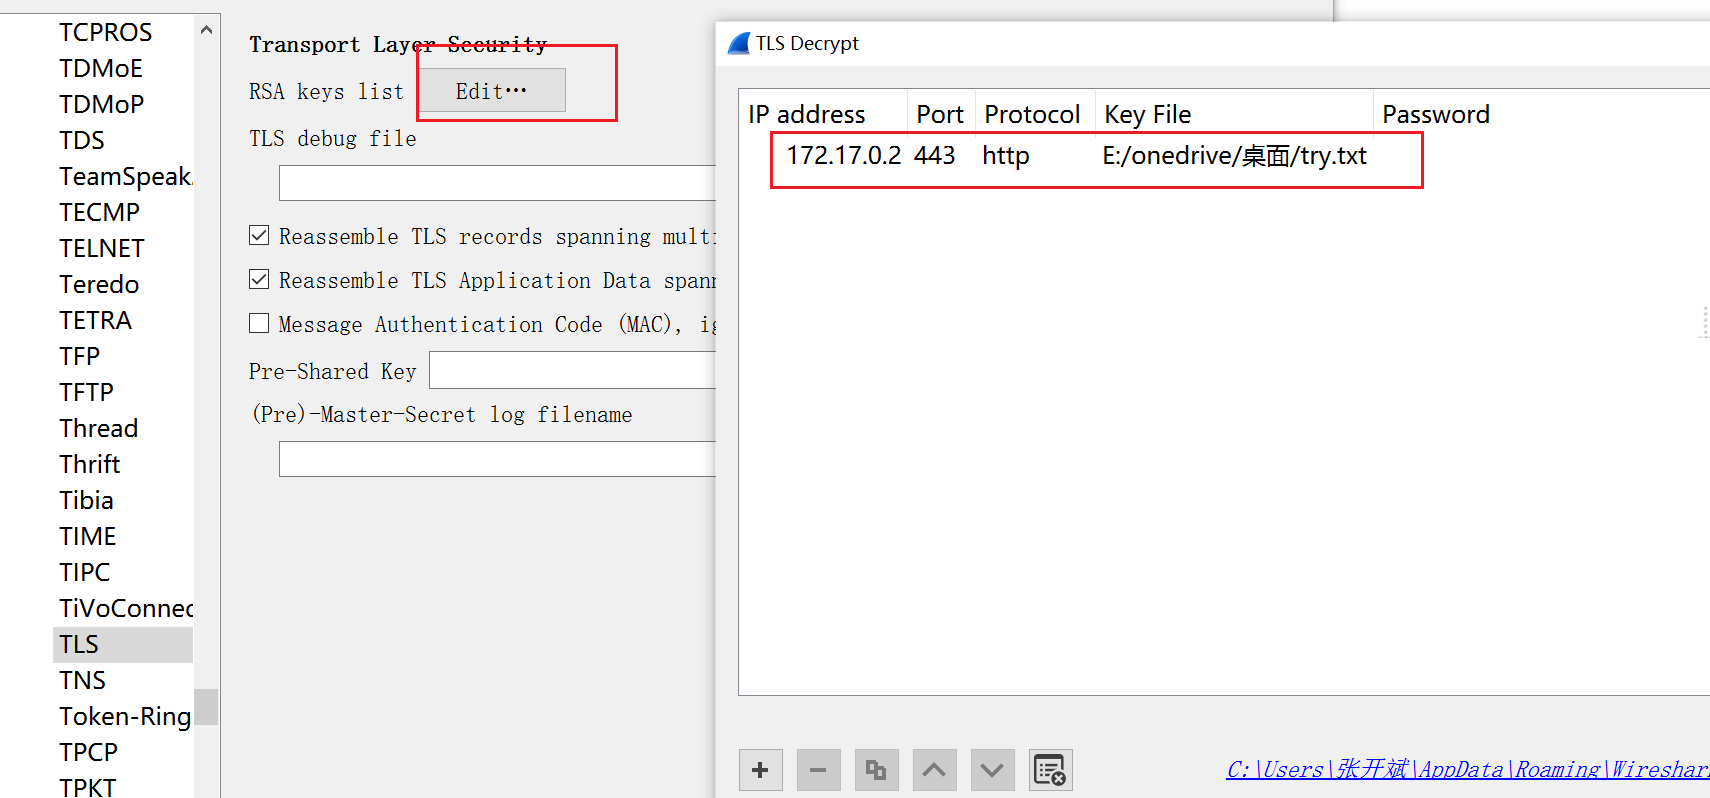 TCPROS
TDMoE
TDMoP
TDS
TeamSpeak
TECMP
TELNET
Teredo
TETRA
TFP
TFTP
Thread
Thrift
Tibia
TIME
TIPC
TiVoConnec
TLS
TNS
Token-Ring
TPCP
TPKT
Transport Layer Security
RSA keys list Edit…
TLS debug file
Reassemble TLS records spanning multi
Reassemble TLS Application Data spann
Message Authentication Code (MAC), ig
Pre-Shared Key
(Pre)-Master-Secret log filename
TLS Decrypt
IP address Port Protocol Key File Password
172.17.0.2 443 http E:/onedrive/桌面/try.txt
C:\Users\张开斌\AppData\Roaming\Wireshar